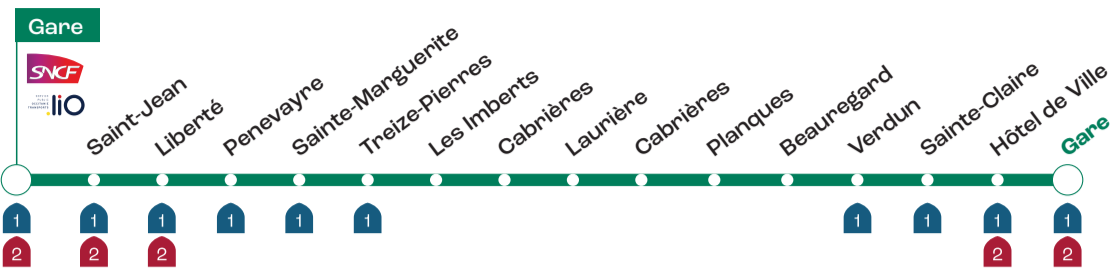 Gare
SNCF
liO
Saint-Jean
Liberté
Penevayre
Sainte-Marguerite
Treize-Pierres
Les Imberts
Cabrières
Laurière
Cabrières
Planques
Beauregard
Verdun
Sainte-Claire
Hôtel de Ville
Gare
1 1 1 1 1 1 1 1 1 1
2 2 2 2 2